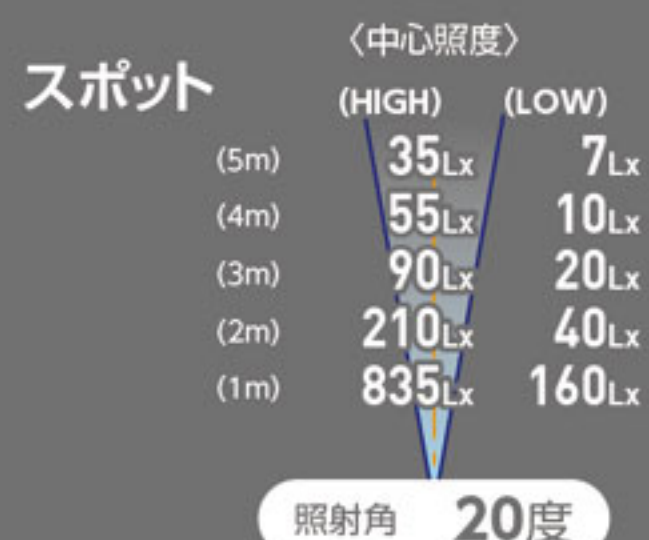 〈中心照度〉
スポット
(HIGH) (LOW)
(5m) 35Lx 7Lx
(4m) 55Lx 10Lx
(3m) 90Lx 20Lx
(2m) 210Lx 40Lx
(1m) 835Lx 160Lx
照射角 20度